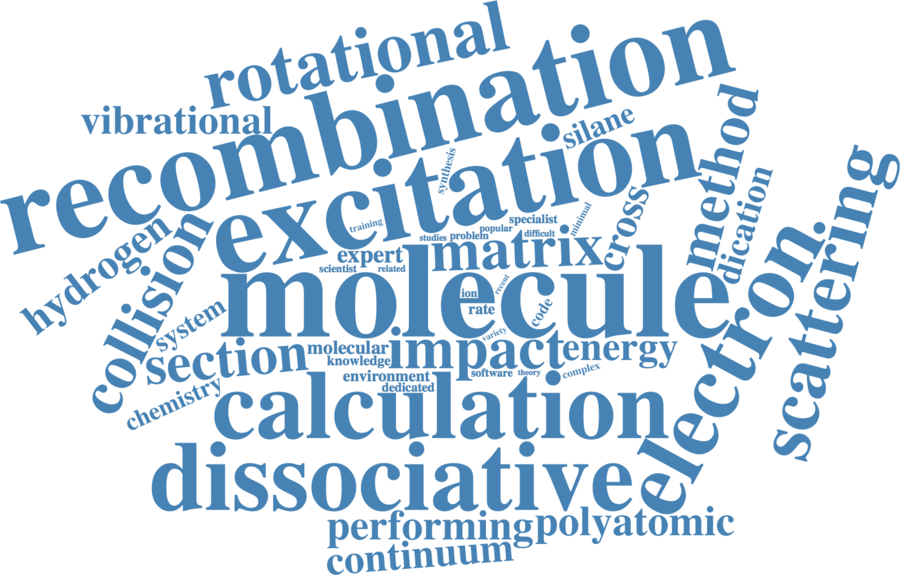 rotational
vibrational
recombination
excitation
silane
method
synthesis
cross
dication
scattering
hydrogen
collision
training
specialist
minimal
popular
studies
problem
difficult
expert
matrix
scientist
related
electron
molecule
ion
recent
rate
code
system
section
molecular
impact
variety
energy
knowledge
chemistry
environment
software
theory
complex
dedicated
calculation
dissociative
performing
polyatomic
continuum